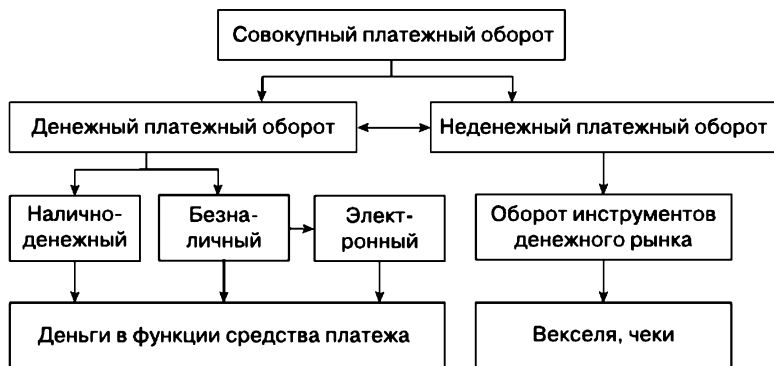 Совокупный платежный оборот
Денежный платежный оборот
Неденежный платежный оборот
Налично-
денежный
Безна-
личный
Элект-
ронный
Оборот инструментов
денежного рынка
Деньги в функции средства платежа
Векселя, чеки